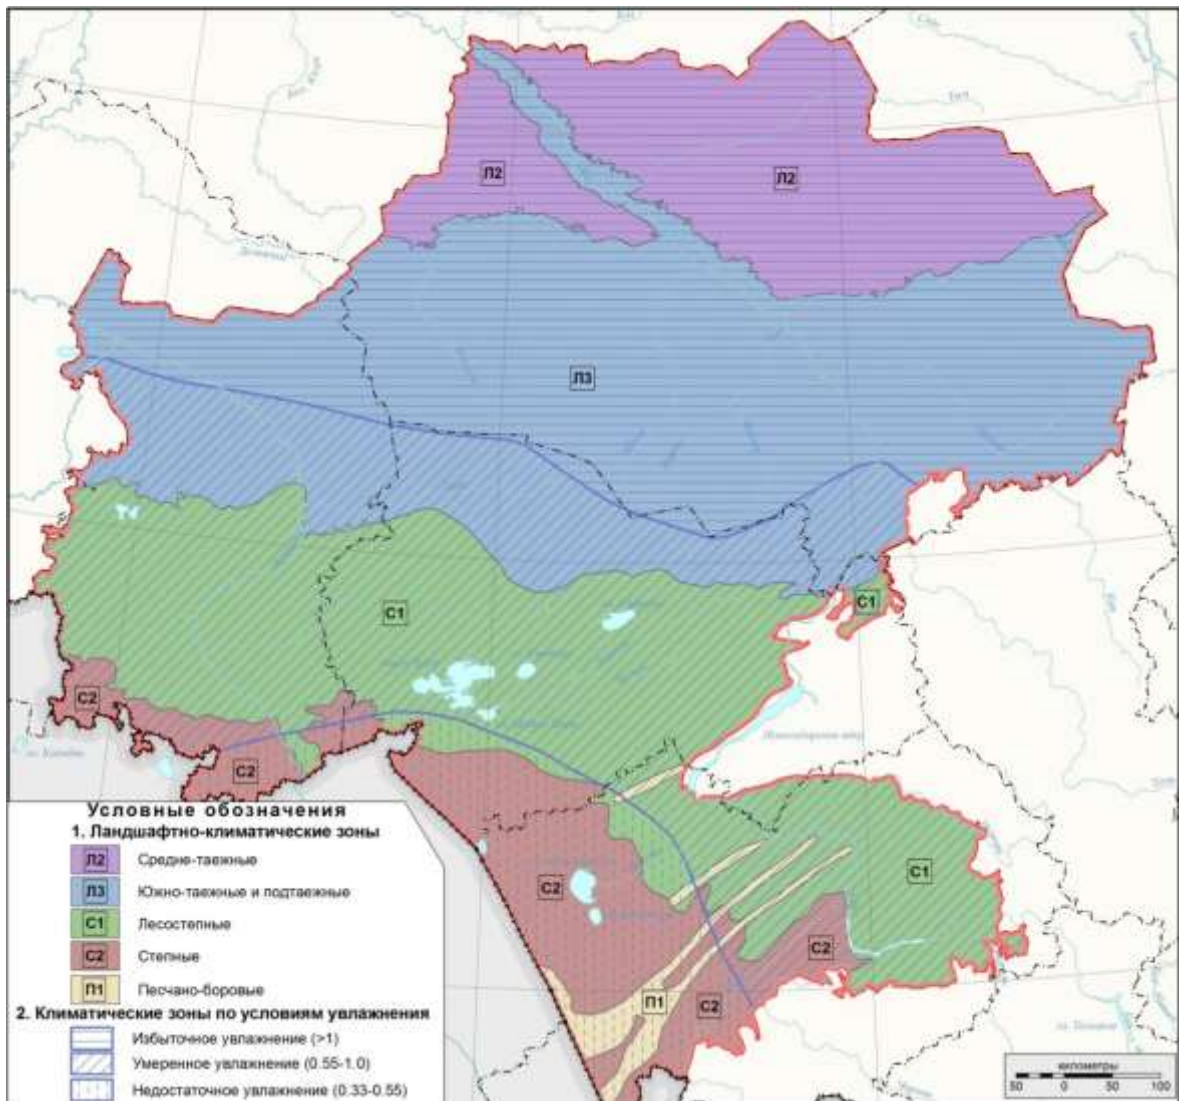 Л2
Л2
Л3
С1
С1
С2
С2
С2
С1
С2
П1
С2
Условные обозначения
1. Ландшафтно-климатические зоны
Л2 Средне-таежные
Л3 Южно-таежные и подтаежные
С1 Лесостепные
С2 Степные
П1 Песчано-боровые
2. Климатические зоны по условиям увлажнения
Избыточное увлажнение (>1)
Умеренное увлажнение (0.55-1.0)
Недостаточное увлажнение (0.33-0.55)
километры
50 0 50 100